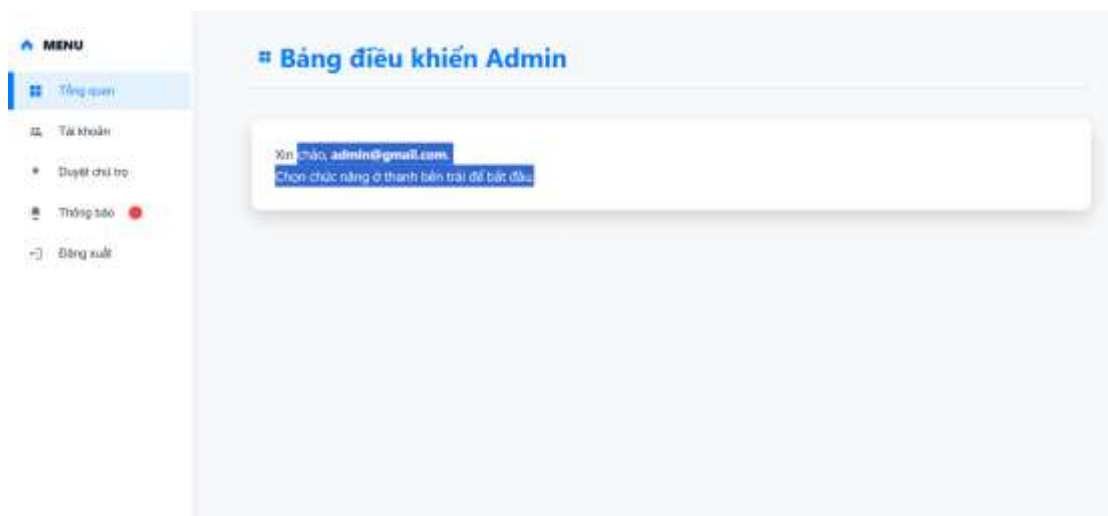 MENU
Bảng điều khiển Admin
Tổng quan
Tài khoản
Duyệt chủ trọ
Thông báo
Đăng xuất
Xin chào, admin@gmail.com.
Chọn chức năng ở thanh bên trái để bắt đầu.